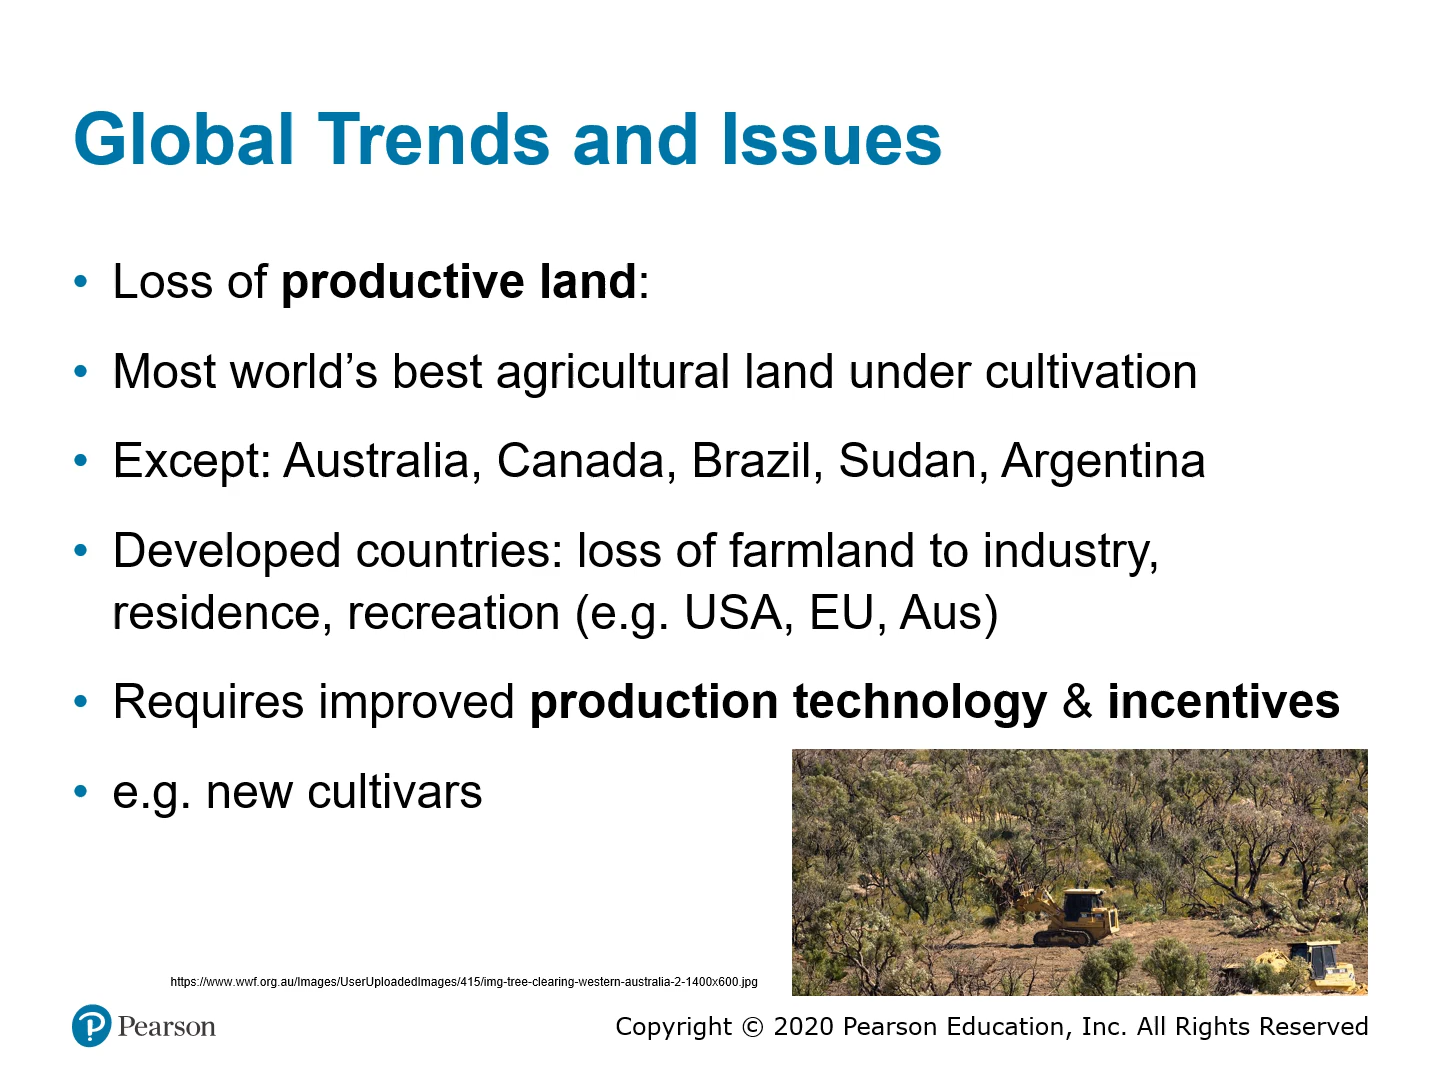 Global Trends and Issues
• Loss of productive land:
• Most world’s best agricultural land under cultivation
• Except: Australia, Canada, Brazil, Sudan, Argentina
• Developed countries: loss of farmland to industry,
residence, recreation (e.g. USA, EU, Aus)
• Requires improved production technology & incentives
• e.g. new cultivars
https://www.wwf.org.au/Images/UserUploadedImages/415/img-tree-clearing-western-australia-2-1400x600.jpg
Pearson
Copyright © 2020 Pearson Education, Inc. All Rights Reserved